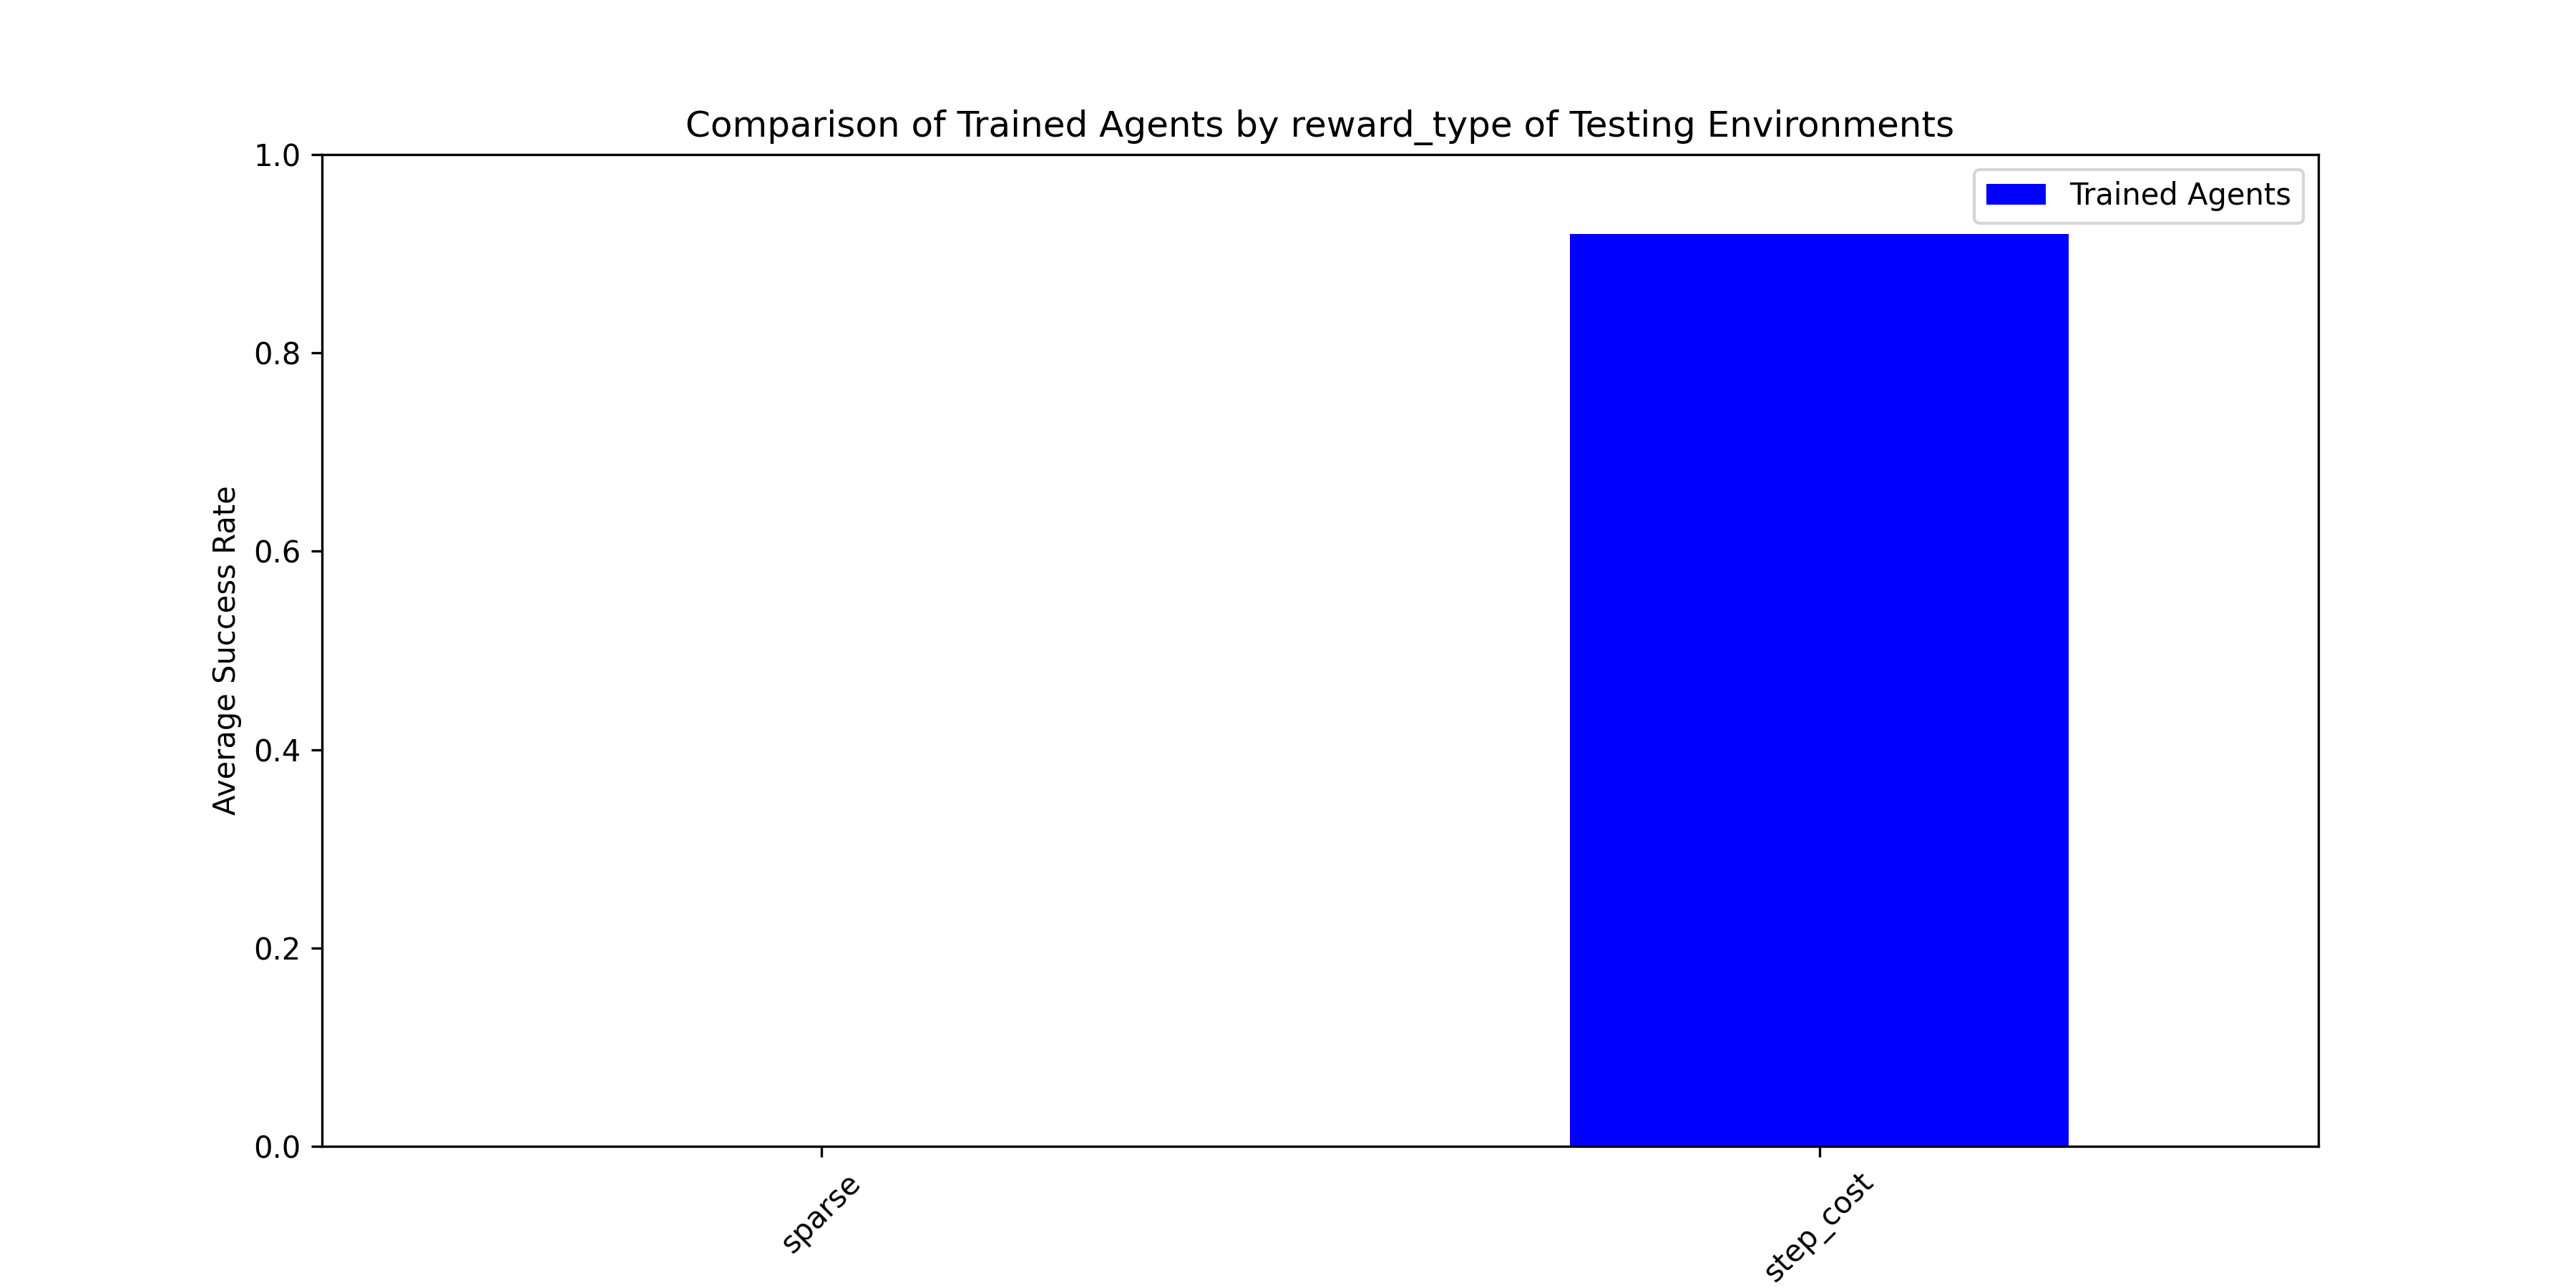 Comparison of Trained Agents by reward_type of Testing Environments
Trained Agents
Average Success Rate
1.0
0.8
0.6
0.4
0.2
0.0
sparse
step_cost